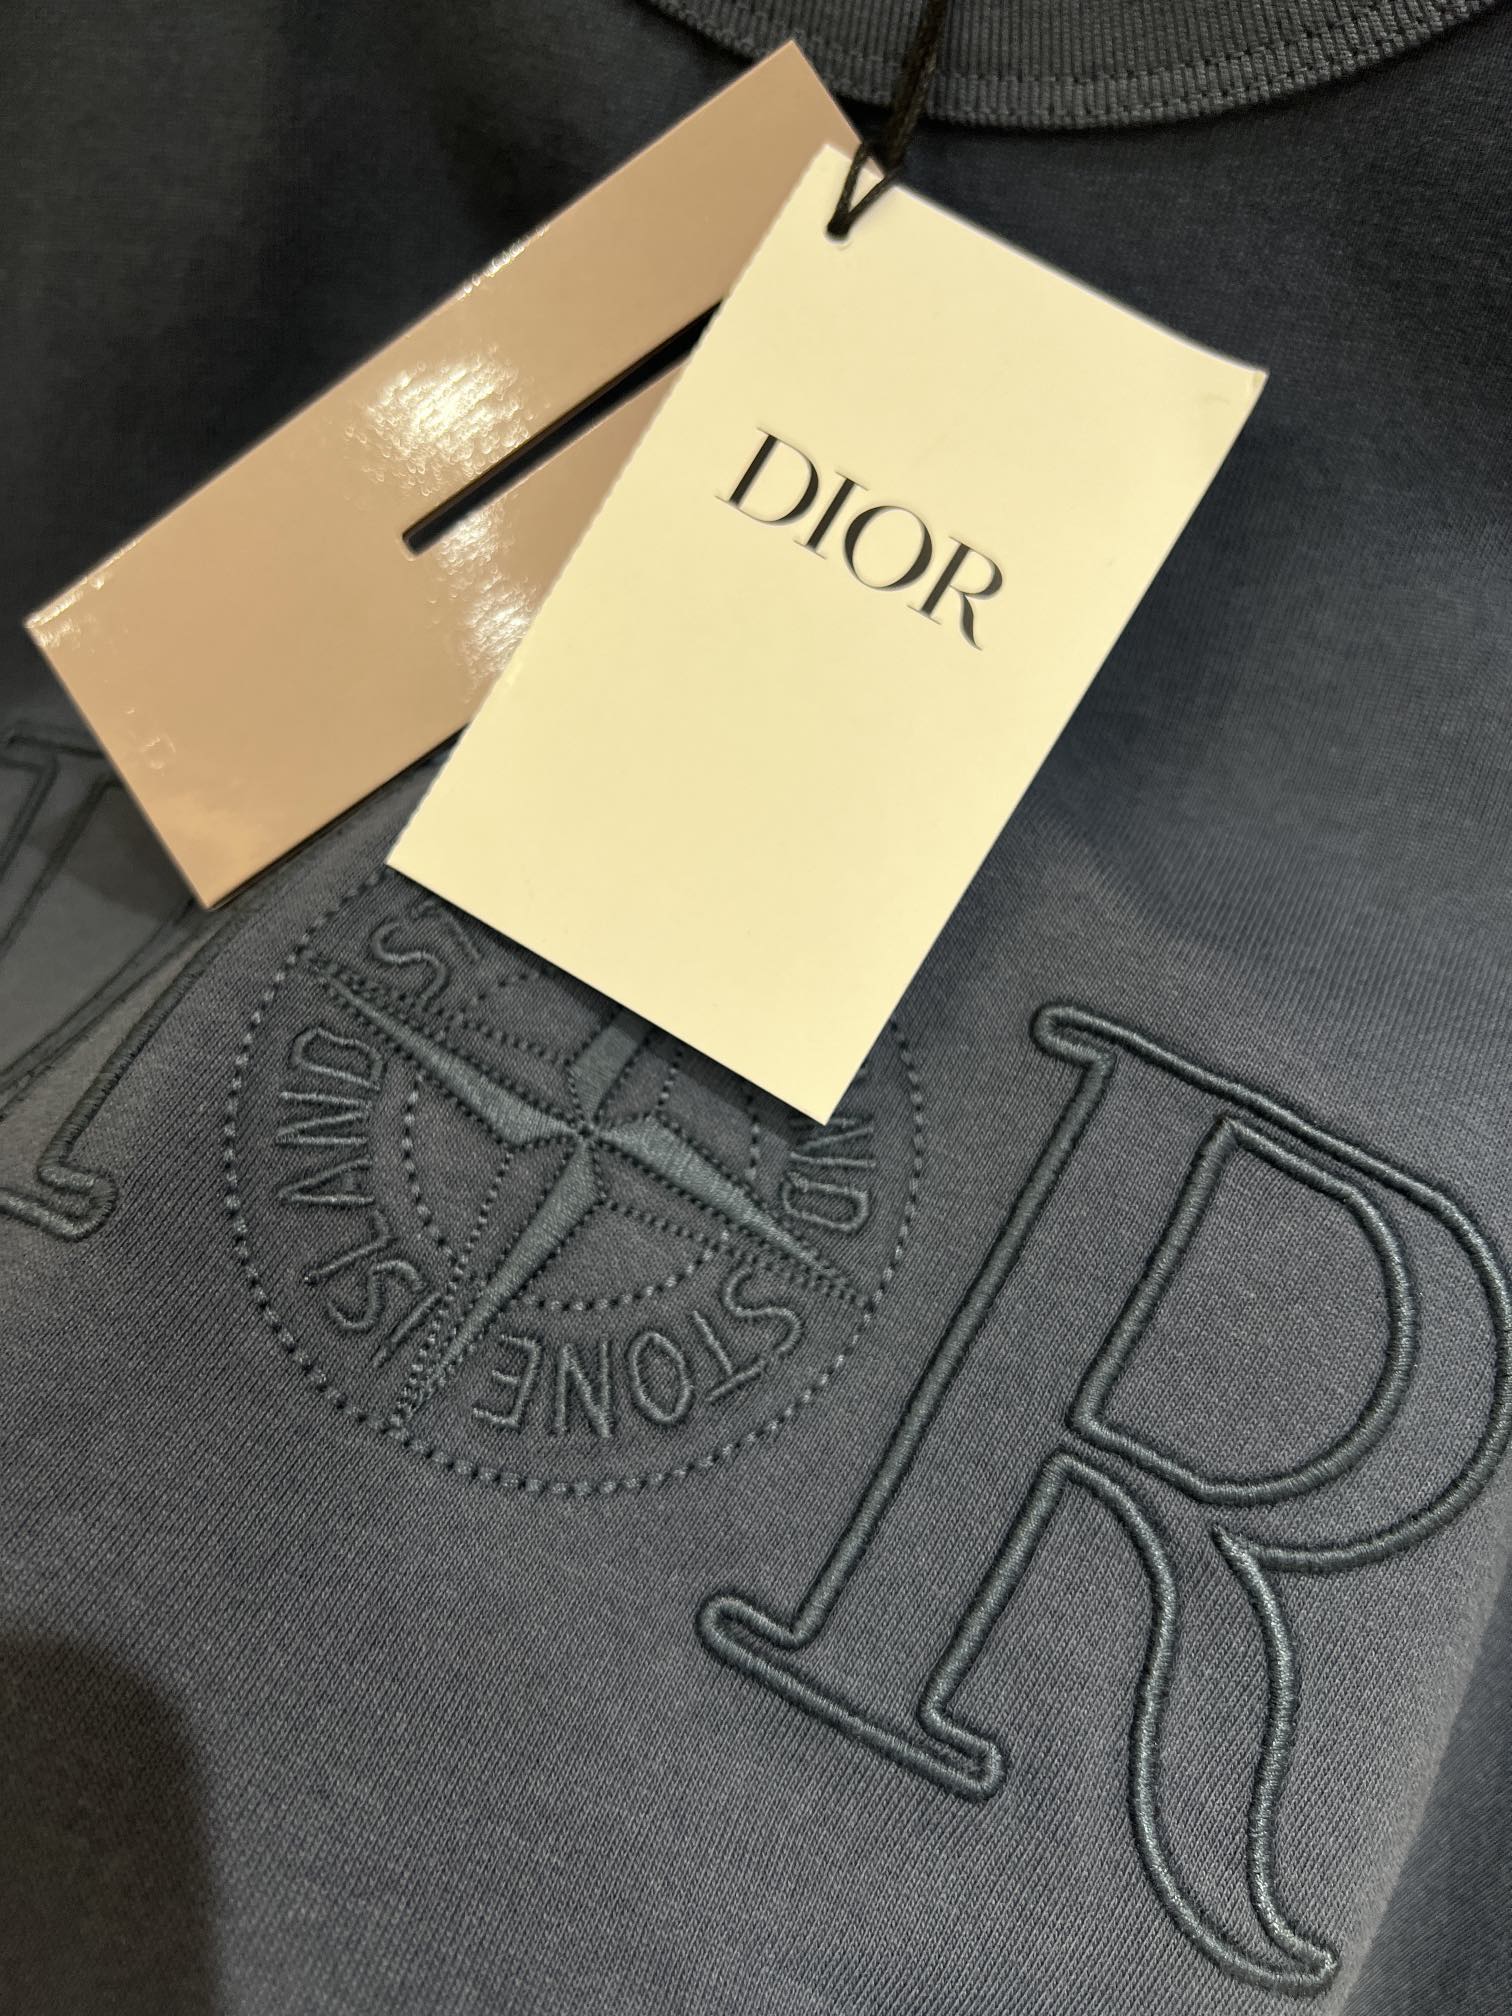 DIOR
ISLAND
STONE
R